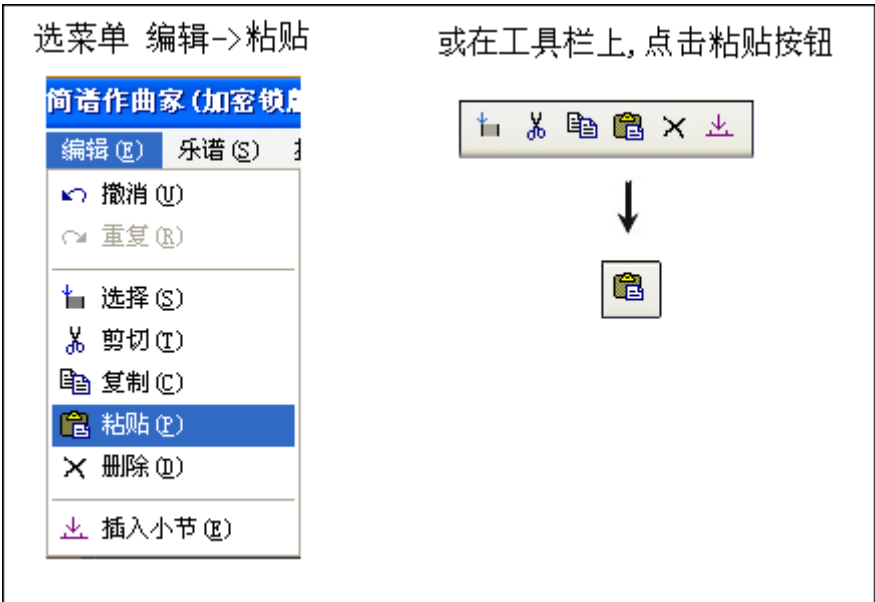 选菜单 编辑->粘贴
或在工具栏上, 点击粘贴按钮
简谱作曲家(加密锁
编辑(E) 乐谱(S)
撤消(U)
重复(R)
选择(S)
剪切(T)
复制(C)
粘贴(P)
删除(D)
插入小节(E)